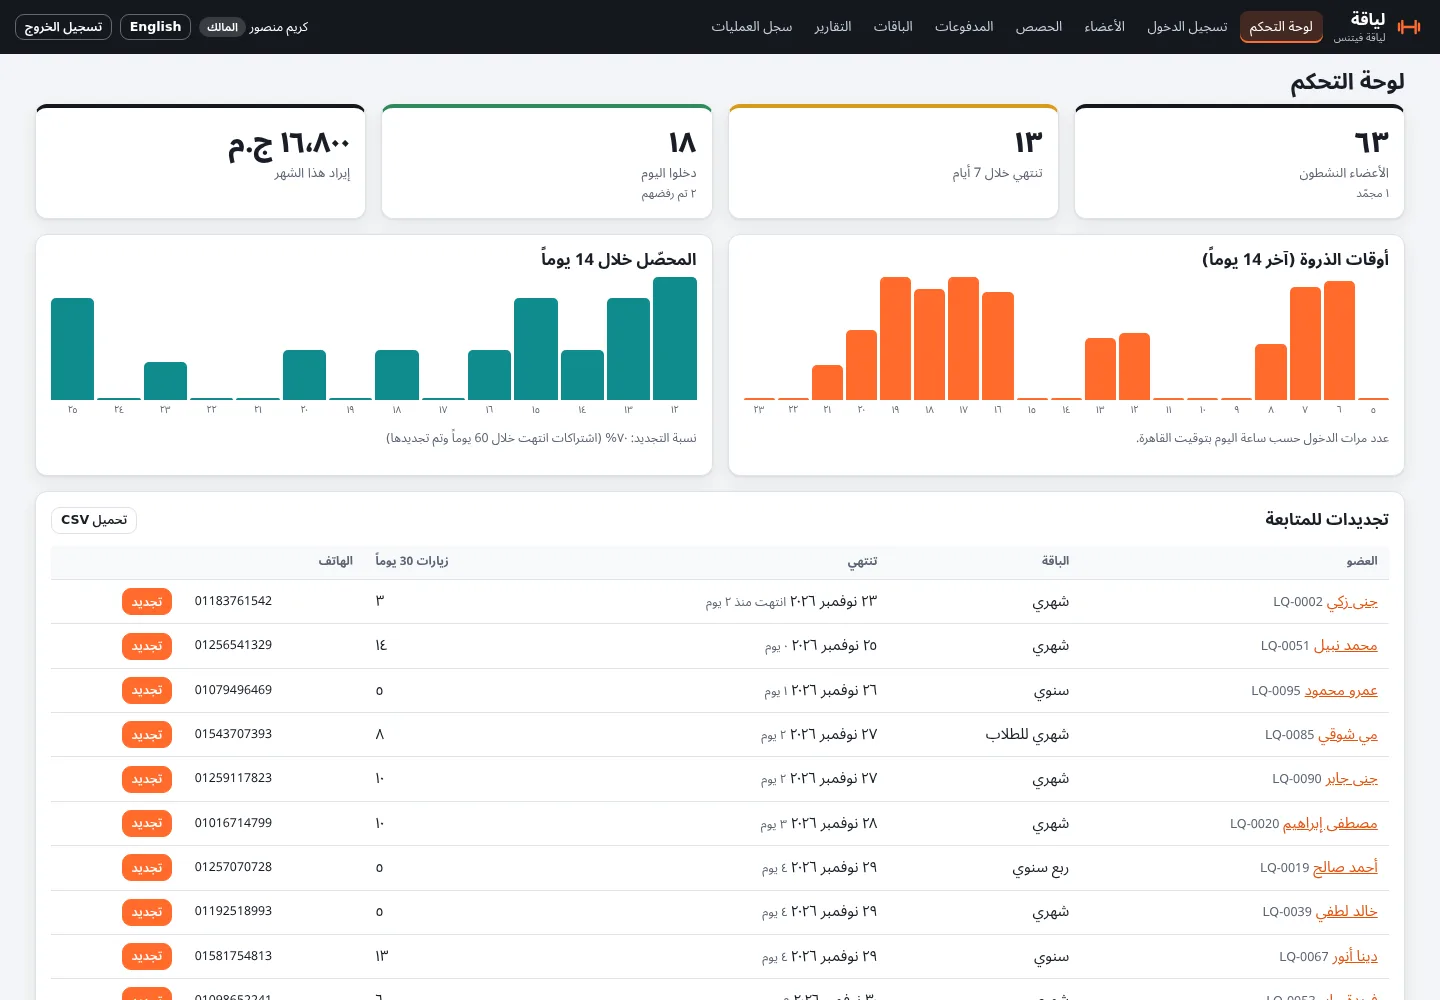 لياقة
لياقة فيتنس
لوحة التحكم
تسجيل الدخول
الأعضاء
الحصص
المدفوعات
الباقات
التقارير
سجل العمليات
كريم منصور المالك
English
تسجيل الخروج
لوحة التحكم
٦٣
الأعضاء النشطون
١ مجمّد
١٣
تنتهي خلال 7 أيام
١٨
دخلوا اليوم
٢ تم رفضهم
١٦،٨٠٠ ج.م
إيراد هذا الشهر
أوقات الذروة (آخر 14 يوماً)
٥ ٦ ٧ ٨ ٩ ١٠ ١١ ١٢ ١٣ ١٤ ١٥ ١٦ ١٧ ١٨ ١٩ ٢٠ ٢١ ٢٢ ٢٣
عدد مرات الدخول حسب ساعة اليوم بتوقيت القاهرة.
المحصّل خلال 14 يوماً
١٢ ١٣ ١٤ ١٥ ١٦ ١٧ ١٨ ١٩ ٢٠ ٢١ ٢٢ ٢٣ ٢٤ ٢٥
نسبة التجديد: ٧٠% (اشتراكات انتهت خلال 60 يوماً وتم تجديدها)
تجديدات للمتابعة
تحميل CSV
العضو الباقة تنتهي زيارات 30 يوماً الهاتف
جنى زكي LQ-0002 شهري ٢٣ نوفمبر ٢٠٢٦ انتهت منذ ٢ يوم ٣ 01183761542 تجديد
محمد نبيل LQ-0051 شهري ٢٥ نوفمبر ٢٠٢٦ ٠ يوم ١٤ 01256541329 تجديد
عمرو محمود LQ-0095 سنوي ٢٦ نوفمبر ٢٠٢٦ ١ يوم ٥ 01079496469 تجديد
مي شوقي LQ-0085 شهري للطلاب ٢٧ نوفمبر ٢٠٢٦ ٢ يوم ٨ 01543707393 تجديد
جنى جابر LQ-0090 شهري ٢٧ نوفمبر ٢٠٢٦ ٢ يوم ١٠ 01259117823 تجديد
مصطفى إبراهيم LQ-0020 شهري ٢٨ نوفمبر ٢٠٢٦ ٣ يوم ١٠ 01016714799 تجديد
أحمد صالح LQ-0019 ربع سنوي ٢٩ نوفمبر ٢٠٢٦ ٤ يوم ٥ 01257070728 تجديد
خالد لطفي LQ-0039 شهري ٢٩ نوفمبر ٢٠٢٦ ٤ يوم ٥ 01192518993 تجديد
دينا أنور LQ-0067 سنوي ٢٩ نوفمبر ٢٠٢٦ ٤ يوم ١٣ 01581754813 تجديد